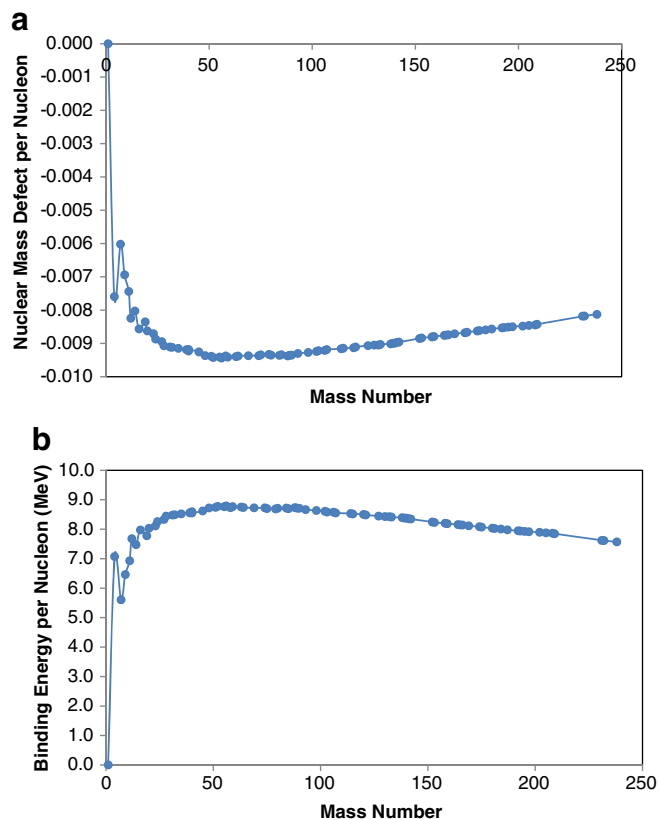 a
Nuclear Mass Defect per Nucleon
0.000
-0.001
-0.002
-0.003
-0.004
-0.005
-0.006
-0.007
-0.008
-0.009
-0.010
0 50 100 150 200 250
Mass Number
b
Binding Energy per Nucleon (MeV)
10.0
9.0
8.0
7.0
6.0
5.0
4.0
3.0
2.0
1.0
0.0
0 50 100 150 200 250
Mass Number